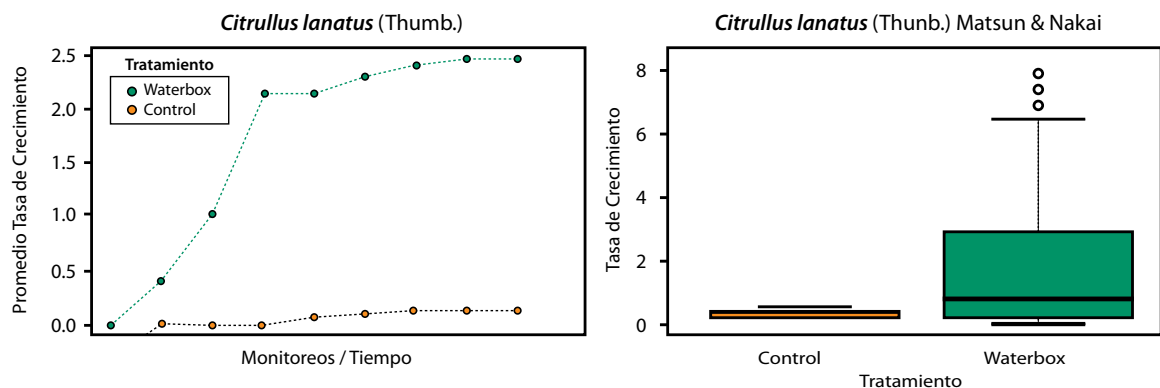 Citrullus lanatus (Thumb.)
Promedio Tasa de Crecimiento
2.5
2.0
1.5
1.0
0.5
0.0
Tratamiento
Waterbox
Control
Monitoreos / Tiempo
Citrullus lanatus (Thunb.) Matsun & Nakai
Tasa de Crecimiento
8
6
4
2
0
Control
Waterbox
Tratamiento